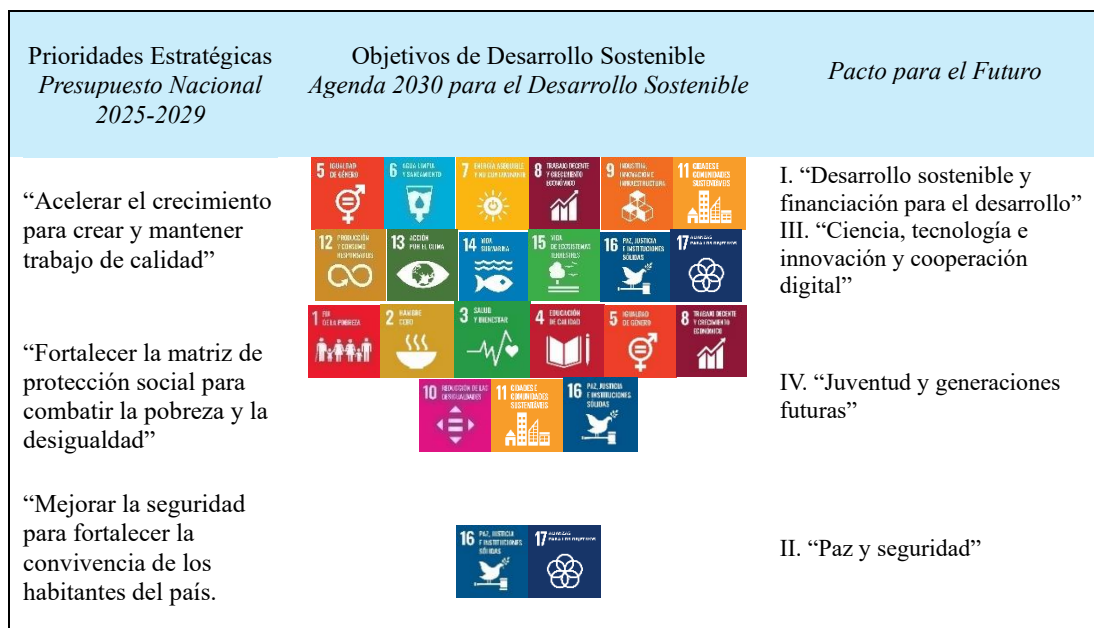 Prioridades Estratégicas
Presupuesto Nacional
2025-2029
Objetivos de Desarrollo Sostenible
Agenda 2030 para el Desarrollo Sostenible
Pacto para el Futuro
“Acelerar el crecimiento
para crear y mantener
trabajo de calidad”
5 IGUALDAD
DE GÉNERO
6 AGUA LIMPIA
Y SANEAMIENTO
7 ENERGÍA ASEQUIBLE
Y NO CONTAMINANTE
8 TRABAJO DECENTE
Y CRECIMIENTO
ECONÓMICO
9 INDUSTRIA,
INNOVACIÓN E
INFRAESTRUCTURA
11 CIDADES E
COMUNIDADES
SUSTENTÁVEIS
12 PRODUCCIÓN
Y CONSUMO
RESPONSABLES
13 ACCIÓN
POR EL CLIMA
14 VIDA
SUBMARINA
15 VIDA
DE ECOSISTEMAS
TERRESTRES
16 PAZ, JUSTICIA
E INSTITUCIONES
SÓLIDAS
17 ALIANZAS
PARA LOS OBJETIVOS
I. “Desarrollo sostenible y
financiación para el desarrollo”
III. “Ciencia, tecnología e
innovación y cooperación
digital”
“Fortalecer la matriz de
protección social para
combatir la pobreza y la
desigualdad”
1 FIN
DE LA POBREZA
2 HAMBRE
CERO
3 SALUD
Y BIENESTAR
4 EDUCACIÓN
DE CALIDAD
5 IGUALDAD
DE GÉNERO
8 TRABAJO DECENTE
Y CRECIMIENTO
ECONÓMICO
10 REDUCCIÓN DE LAS
DESIGUALDADES
11 CIDADES E
COMUNIDADES
SUSTENTÁVEIS
16 PAZ, JUSTICIA
E INSTITUCIONES
SÓLIDAS
IV. “Juventud y generaciones
futuras”
“Mejorar la seguridad
para fortalecer la
convivencia de los
habitantes del país.
16 PAZ, JUSTICIA
E INSTITUCIONES
SÓLIDAS
17 ALIANZAS
PARA LOS OBJETIVOS
II. “Paz y seguridad”